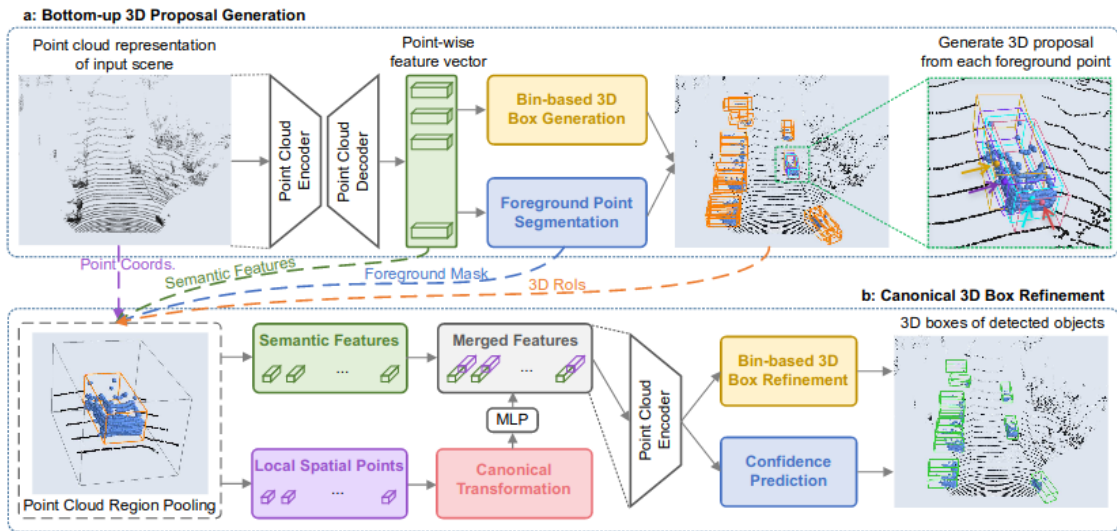 a: Bottom-up 3D Proposal Generation
Point cloud representation
of input scene
Point-wise
feature vector
Generate 3D proposal
from each foreground point
Point Cloud
Encoder
Point Cloud
Decoder
Bin-based 3D
Box Generation
Foreground Point
Segmentation
Point Coords.
Semantic Features
Foreground Mask
3D RoIs
b: Canonical 3D Box Refinement
Semantic Features
...
Merged Features
...
3D boxes of detected objects
Bin-based 3D
Box Refinement
MLP
Point Cloud
Encoder
Local Spatial Points
...
Canonical
Transformation
Confidence
Prediction
Point Cloud Region Pooling